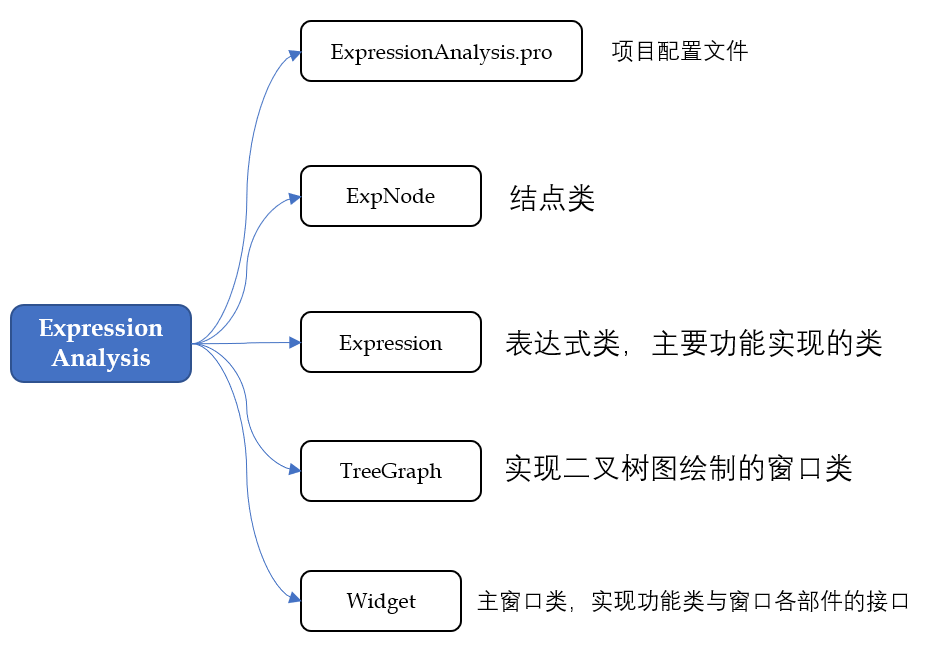 ExpressionAnalysis.pro 项目配置文件
ExpNode 结点类
Expression
Analysis
Expression 表达式类，主要功能实现的类
TreeGraph 实现二叉树图绘制的窗口类
Widget 主窗口类，实现功能类与窗口各部件的接口